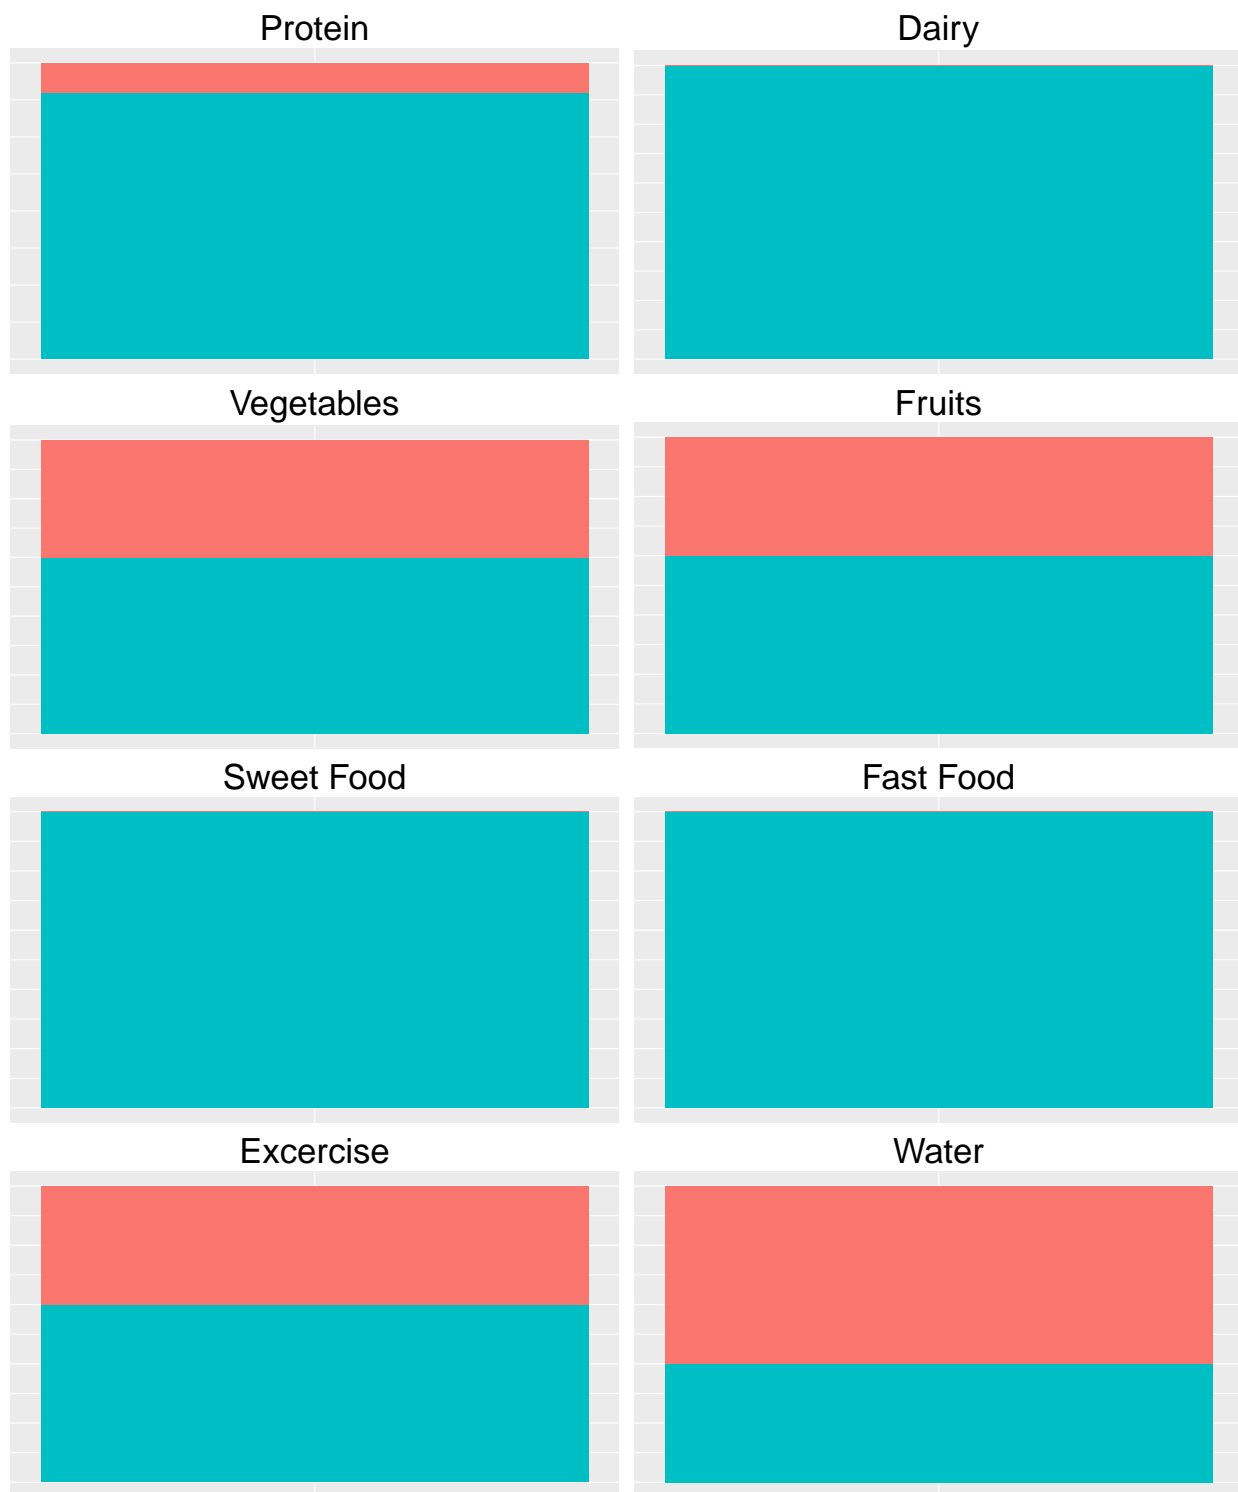 Protein
Dairy
Vegetables
Fruits
Sweet Food
Fast Food
Excercise
Water